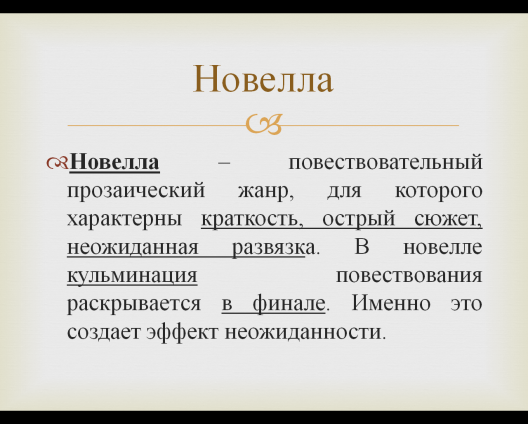 Новелла
Новелла – повествовательный
прозаический жанр, для которого
характерны краткость, острый сюжет,
неожиданная развязка. В новелле
кульминация повествования
раскрывается в финале. Именно это
создает эффект неожиданности.